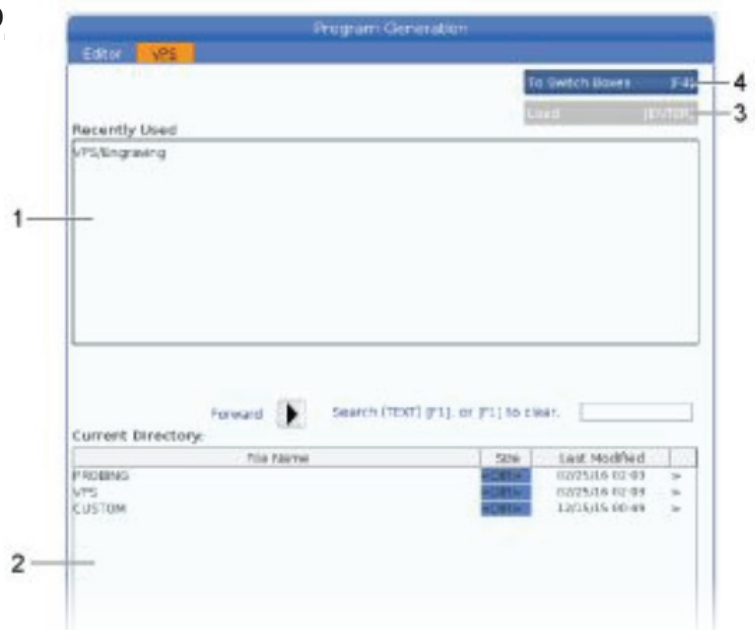 Program Generation
Editor VPS
To Switch Boxes [F4] 4
Load [ENTER] 3
Recently Used
VPS/Engraving
1
Forward Search (TEXT) [F1], or [F1] to clear.
Current Directory:
File Name Size Last Modified
PROBING <DIR> 02/25/16 02:03 >
VPS <DIR> 02/25/16 02:03 >
CUSTOM <DIR> 12/15/15 00:49 >
2